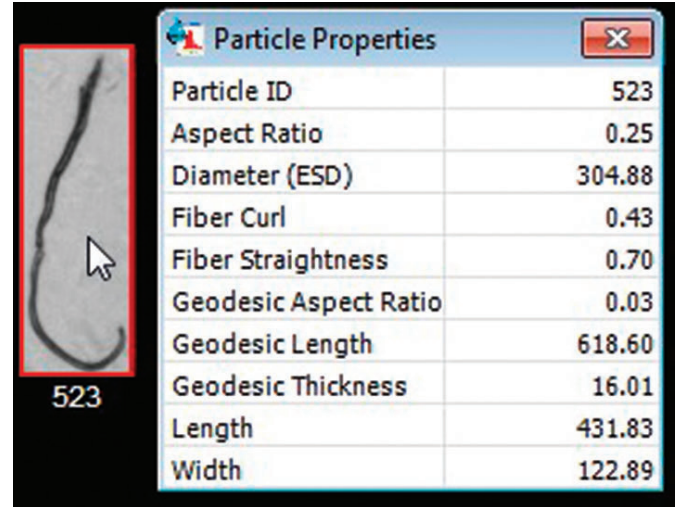 Particle Properties
Particle ID 523
Aspect Ratio 0.25
Diameter (ESD) 304.88
Fiber Curl 0.43
Fiber Straightness 0.70
Geodesic Aspect Ratio 0.03
Geodesic Length 618.60
Geodesic Thickness 16.01
Length 431.83
Width 122.89
523